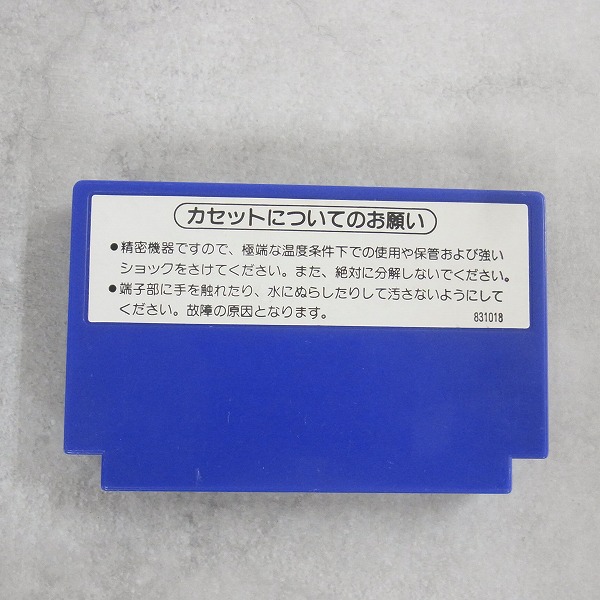 カセットについてのお願い
●精密機器ですので、極端な温度条件下での使用や保管および強い
ショックをさけてください。また、絶対に分解しないでください。
●端子部に手を触れたり、水にぬらしたりして汚さないようにして
ください。故障の原因となります。
831018